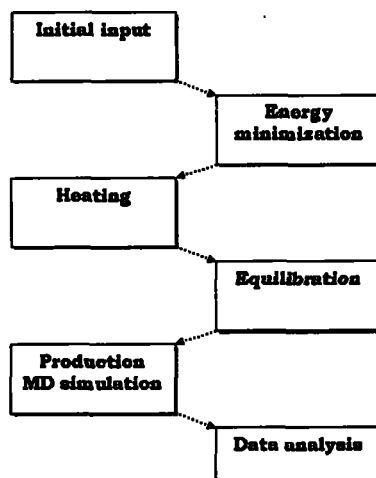 Initial input
Energy
minimization
Heating
Equilibration
Production
MD simulation
Data analysis